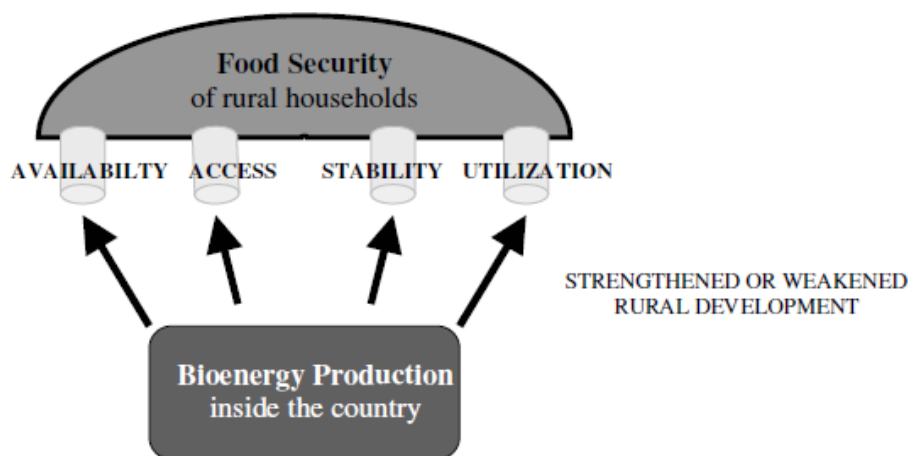 Food Security
of rural households
AVAILABILTY ACCESS STABILITY UTILIZATION
STRENGTHENED OR WEAKENED
RURAL DEVELOPMENT
Bioenergy Production
inside the country